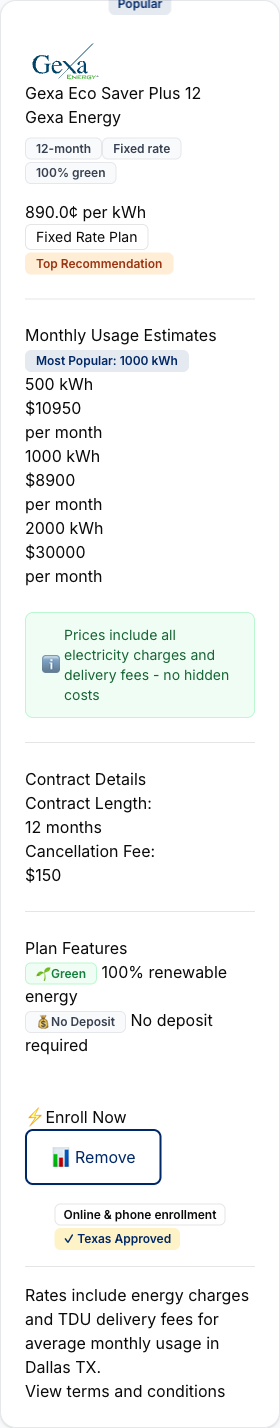 Popular
Gexa
ENERGY
Gexa Eco Saver Plus 12
Gexa Energy
12-month Fixed rate
100% green
890.0¢ per kWh
Fixed Rate Plan
Top Recommendation
Monthly Usage Estimates
Most Popular: 1000 kWh
500 kWh
$10950
per month
1000 kWh
$8900
per month
2000 kWh
$30000
per month
Prices include all
electricity charges and
delivery fees - no hidden
costs
Contract Details
Contract Length:
12 months
Cancellation Fee:
$150
Plan Features
Green 100% renewable
energy
No Deposit No deposit
required
Enroll Now
Remove
Online & phone enrollment
✓ Texas Approved
Rates include energy charges
and TDU delivery fees for
average monthly usage in
Dallas TX.
View terms and conditions